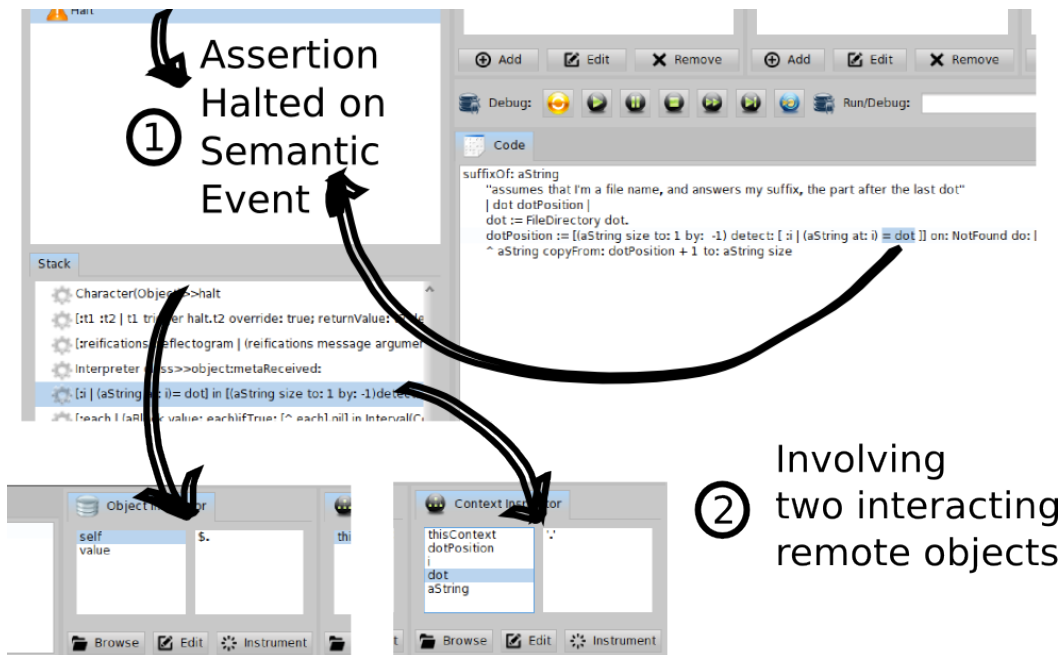 Halt
Assertion
Halted on
Semantic
Event
1
Add Edit Remove Add Edit Remove
Debug: Run/Debug:
Code
suffixOf: aString
"assumes that I'm a file name, and answers my suffix, the part after the last dot"
| dot dotPosition |
dot := FileDirectory dot.
dotPosition := [(aString size to: 1 by: -1) detect: [ :i | (aString at: i) = dot ]] on: NotFound do: [
^ aString copyFrom: dotPosition + 1 to: aString size
Stack
Character(Object)>>halt
[:t1 :t2 | t1 trigger halt.t2 override: true; returnValue:
[:reifications :reflectogram | (reifications message argumen
Interpreter class>>object:metaReceived:
[:i | (aString at: i)= dot] in [(aString size to: 1 by: -1)detect
[:each | (aBlock value: each)ifTrue: [^ each].nil] in Interval(Co
Object Inspector
self
value
$.
thi
Browse Edit Instrument
Context Inspector
thisContext
dotPosition
i
dot
aString
'.'
t Browse Edit Instrument
2
Involving
two interacting
remote objects